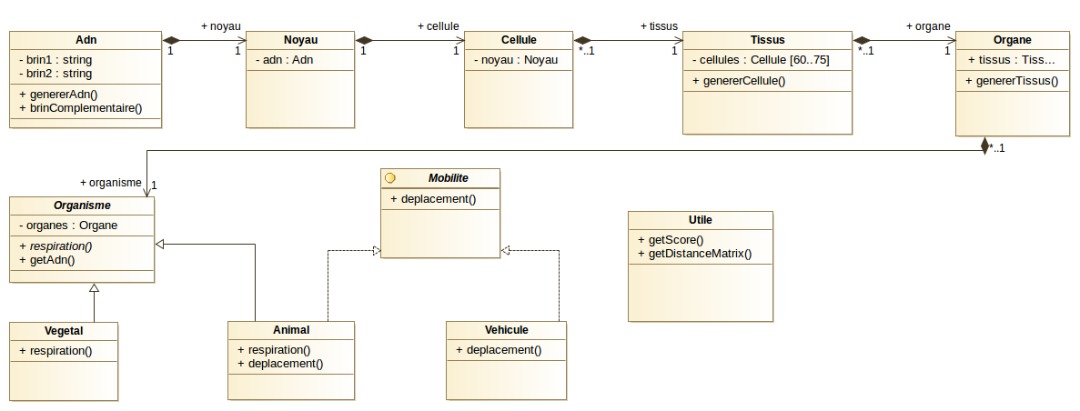 + noyau
+ cellule
+ tissus
+ organe
Adn
- brin1 : string
- brin2 : string
+ genererAdn()
+ brinComplementaire()
1
1
Noyau
- adn : Adn
1
1
Cellule
- noyau : Noyau
*..1
1
Tissus
- cellules : Cellule [60..75]
+ genererCellule()
*..1
1
Organe
+ tissus : Tiss...
+ genererTissus()
*..1
+ organisme
1
Organisme
- organes : Organe
+ respiration()
+ getAdn()
Mobilite
+ deplacement()
Utile
+ getScore()
+ getDistanceMatrix()
Vegetal
+ respiration()
Animal
+ respiration()
+ deplacement()
Vehicule
+ deplacement()